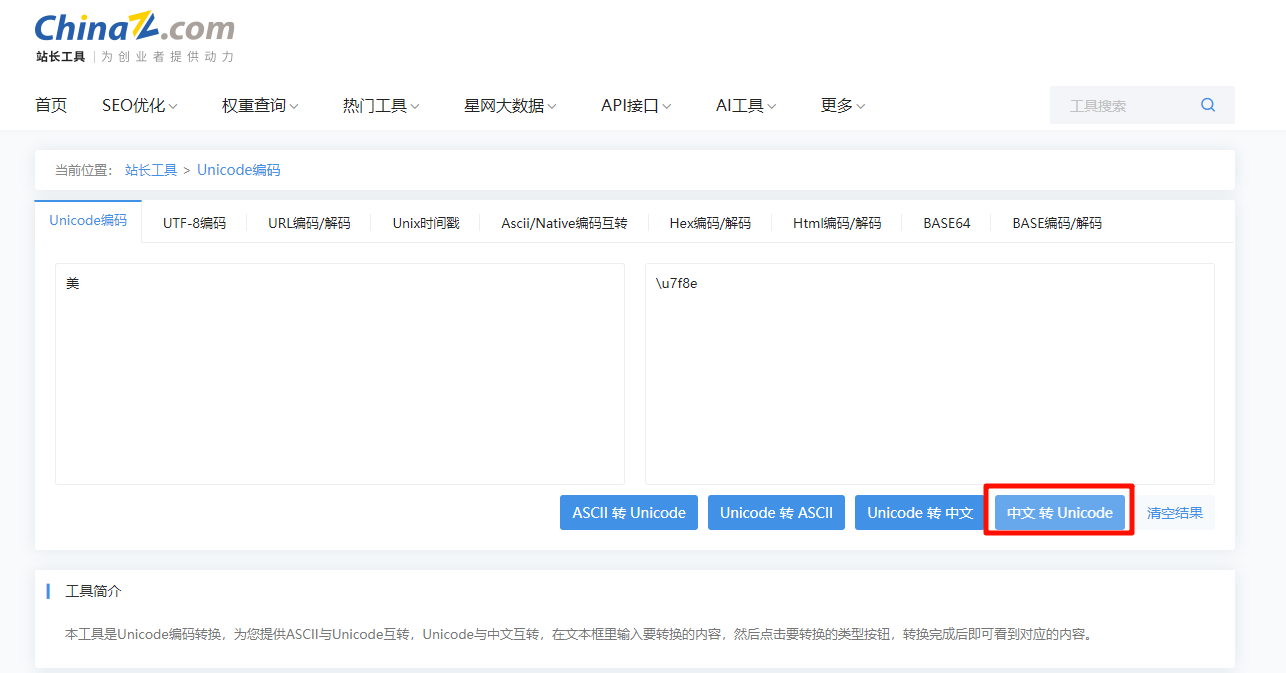 ChinaZ.com
站长工具 | 为创业者提供动力
首页 SEO优化 权重查询 热门工具 星网大数据 API接口 AI工具 更多 工具搜索
当前位置： 站长工具 > Unicode编码
Unicode编码 UTF-8编码 URL编码/解码 Unix时间戳 Ascii/Native编码互转 Hex编码/解码 Html编码/解码 BASE64 BASE编码/解码
美 \u7f8e
ASCII 转 Unicode Unicode 转 ASCII Unicode 转 中文 中文 转 Unicode 清空结果
工具简介
本工具是Unicode编码转换，为您提供ASCII与Unicode互转，Unicode与中文互转，在文本框里输入要转换的内容，然后点击要转换的类型按钮，转换完成后即可看到对应的内容。